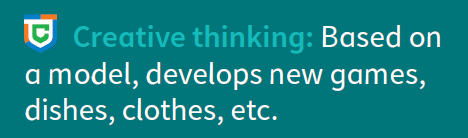 Creative thinking: Based on
a model, develops new games,
dishes, clothes, etc.